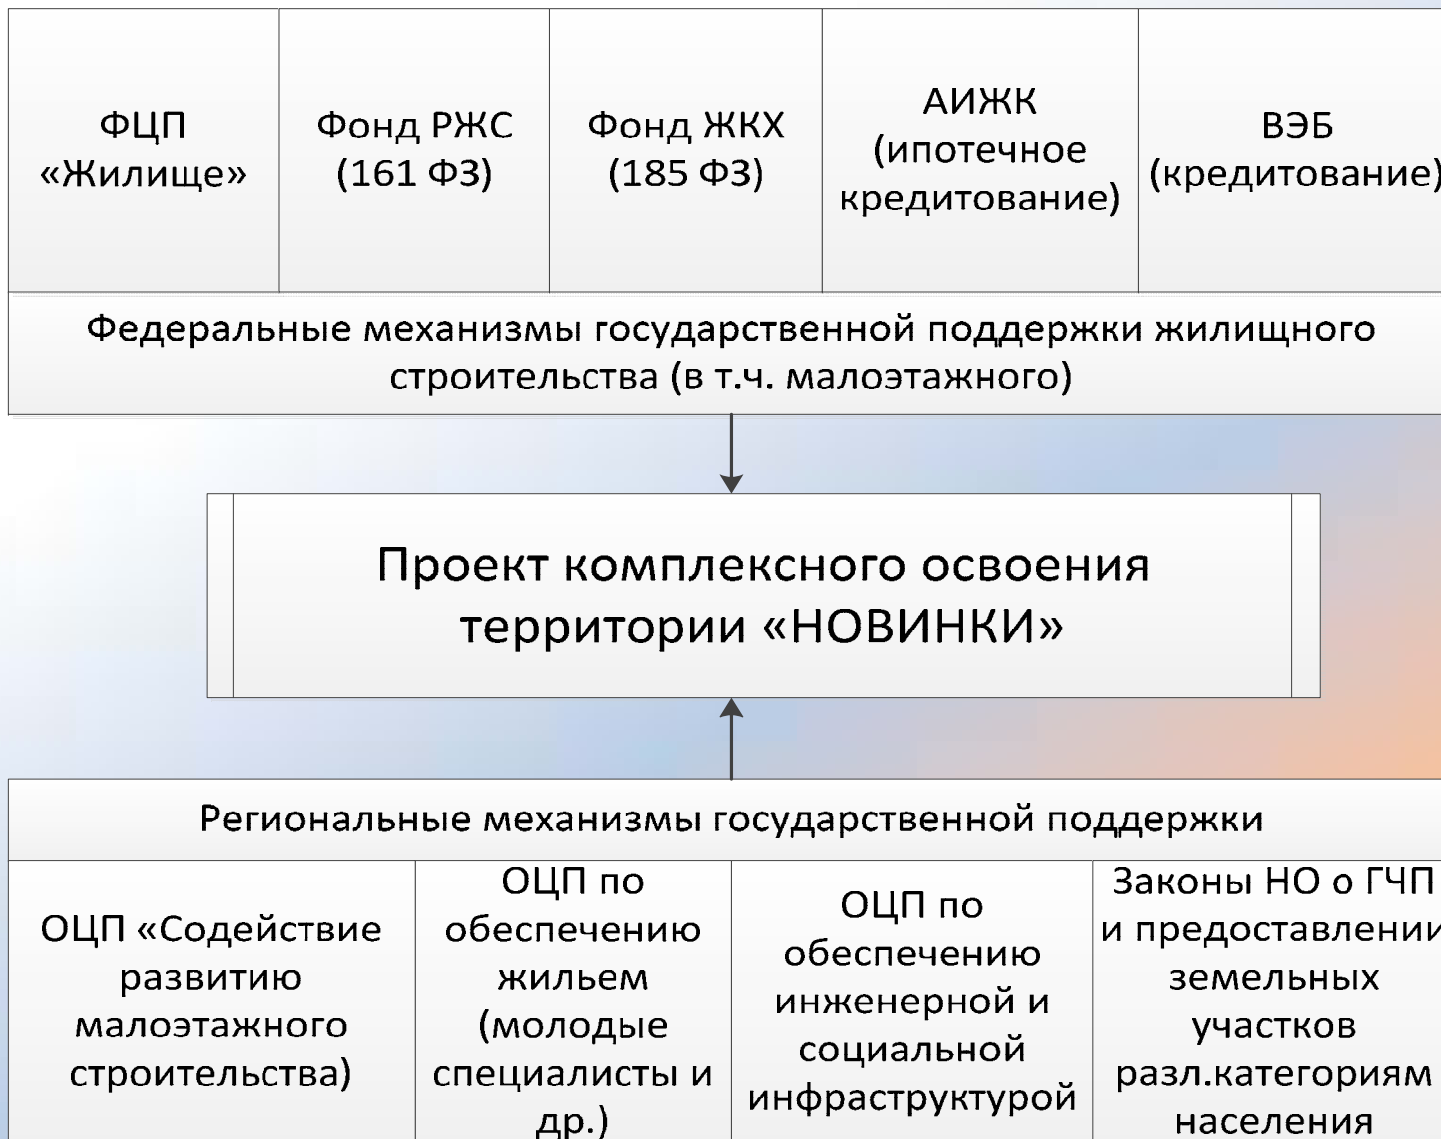 ФЦП
«Жилище»
Фонд РЖС
(161 ФЗ)
Фонд ЖКХ
(185 ФЗ)
АИЖК
(ипотечное
кредитование)
ВЭБ
(кредитование)
Федеральные механизмы государственной поддержки жилищного
строительства (в т.ч. малоэтажного)
Проект комплексного освоения
территории «НОВИНКИ»
Региональные механизмы государственной поддержки
ОЦП «Содействие
развитию
малоэтажного
строительства)
ОЦП по
обеспечению
жильем
(молодые
специалисты и
др.)
ОЦП по
обеспечению
инженерной и
социальной
инфраструктурой
Законы НО о ГЧП
и предоставлении
земельных
участков
разл.категориям
населения